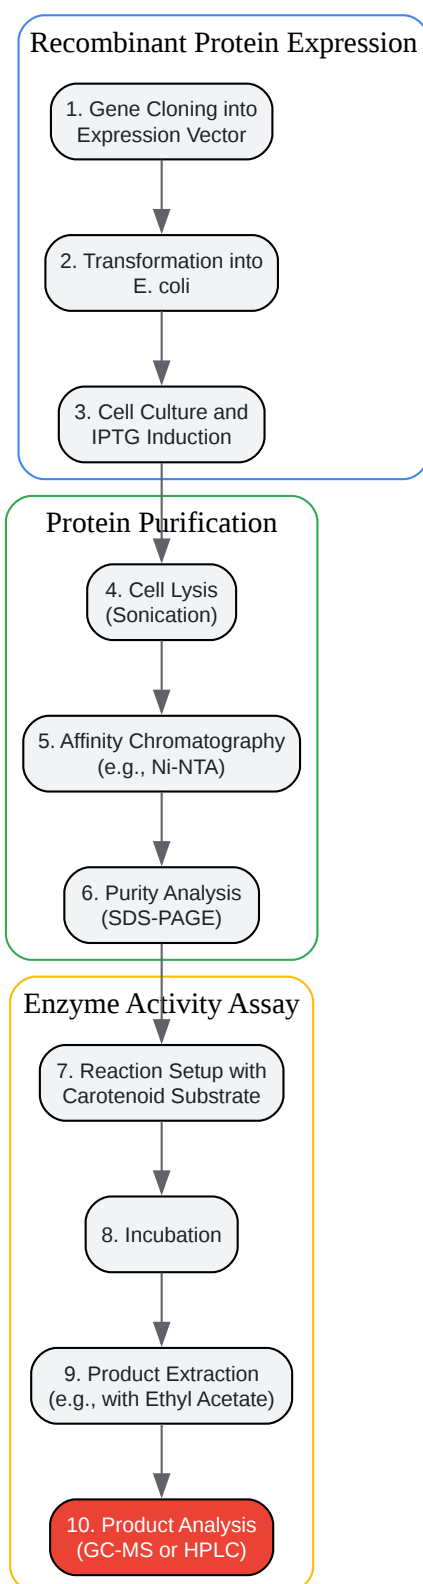 Recombinant Protein Expression
1. Gene Cloning into
Expression Vector
2. Transformation into
E. coli
3. Cell Culture and
IPTG Induction
Protein Purification
4. Cell Lysis
(Sonication)
5. Affinity Chromatography
(e.g., Ni-NTA)
6. Purity Analysis
(SDS-PAGE)
Enzyme Activity Assay
7. Reaction Setup with
Carotenoid Substrate
8. Incubation
9. Product Extraction
(e.g., with Ethyl Acetate)
10. Product Analysis
(GC-MS or HPLC)